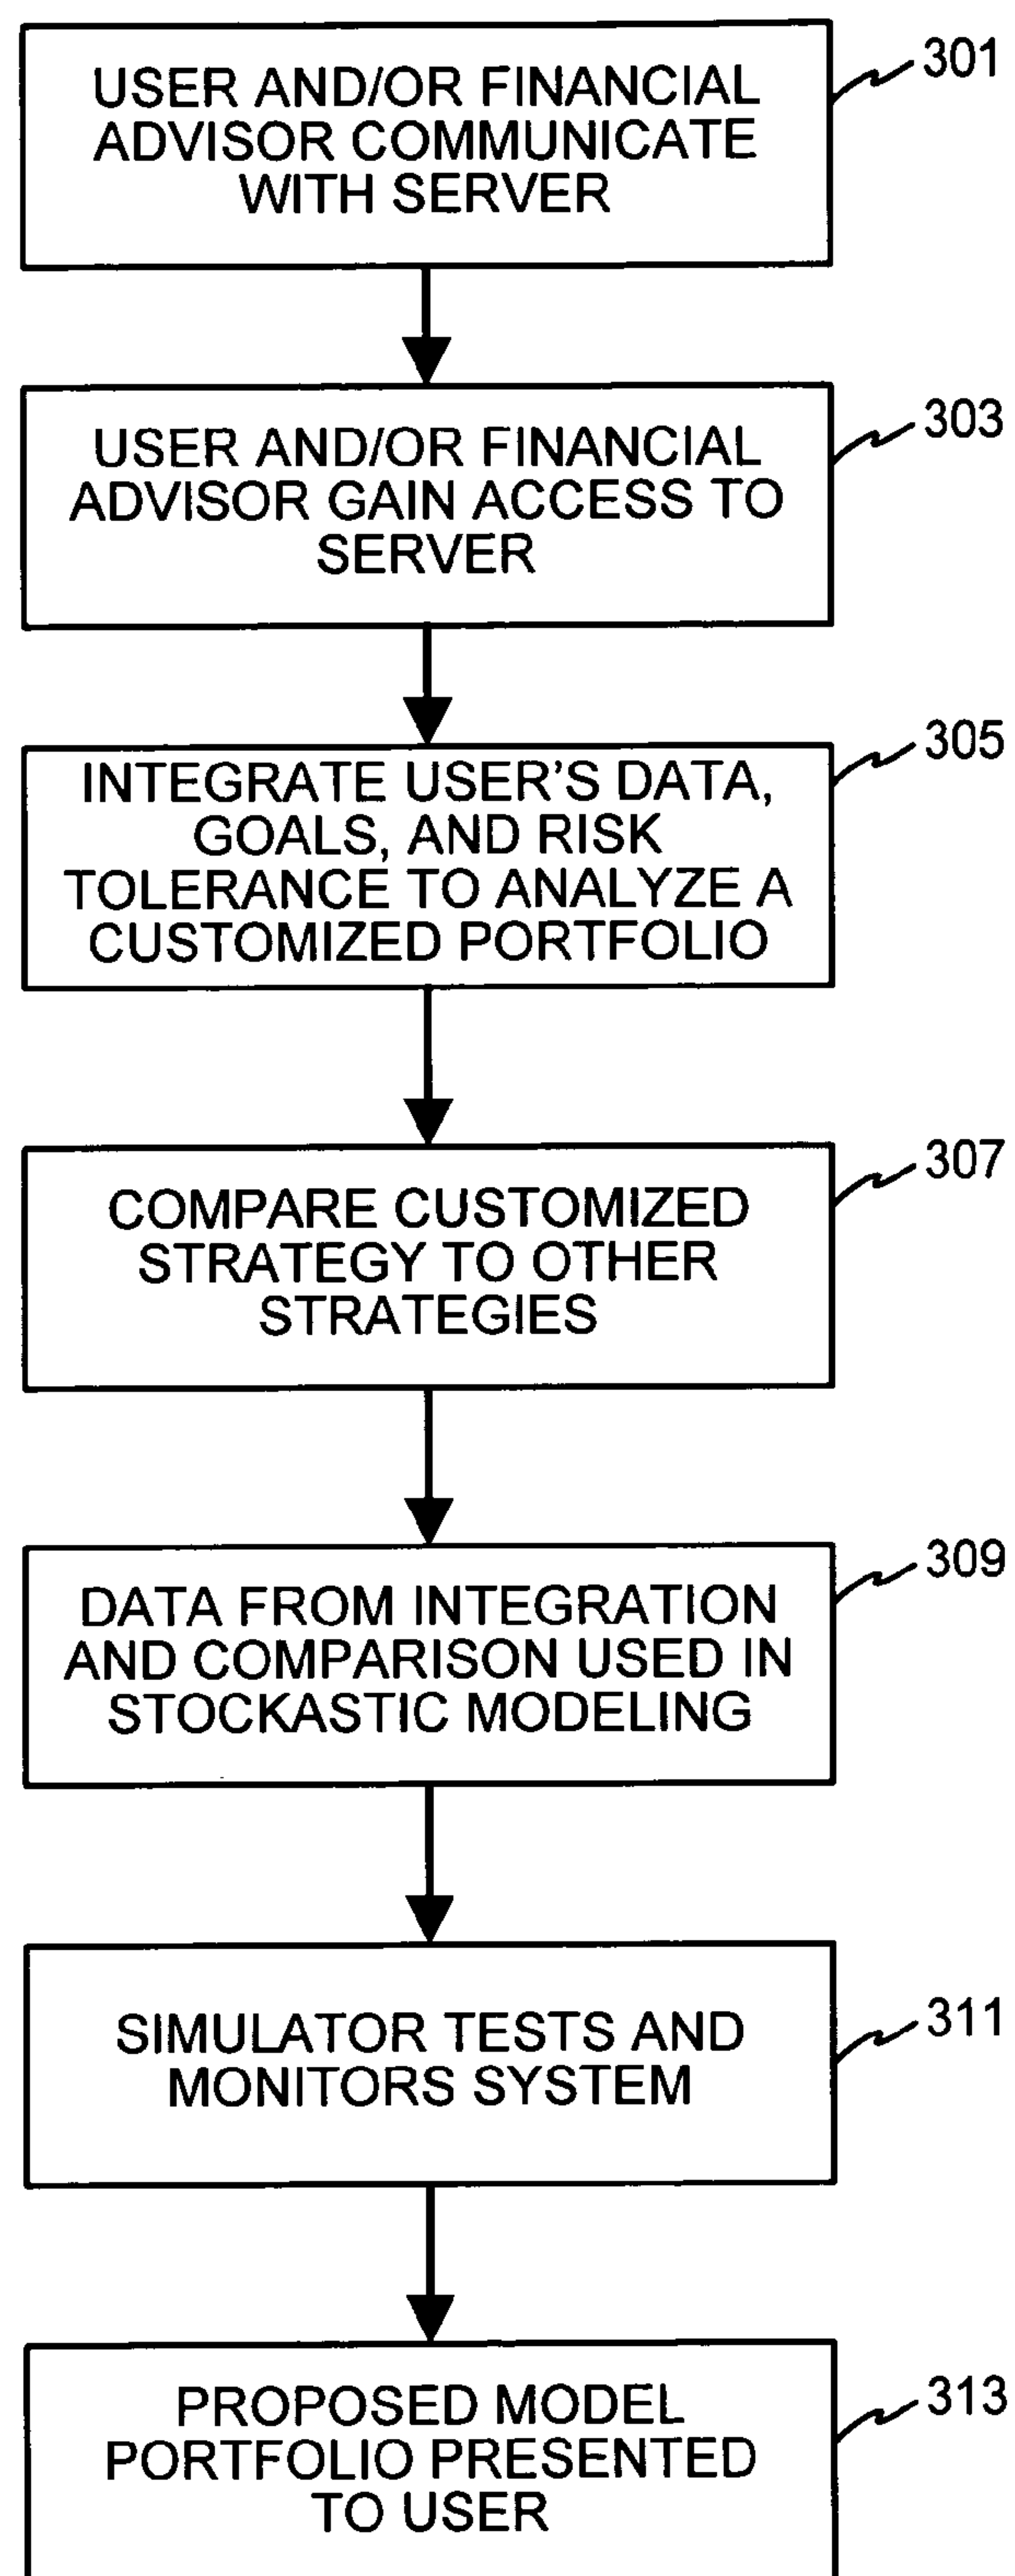 USER AND/OR FINANCIAL
ADVISOR COMMUNICATE
WITH SERVER
301
USER AND/OR FINANCIAL
ADVISOR GAIN ACCESS TO
SERVER
303
INTEGRATE USER'S DATA,
GOALS, AND RISK
TOLERANCE TO ANALYZE A
CUSTOMIZED PORTFOLIO
305
COMPARE CUSTOMIZED
STRATEGY TO OTHER
STRATEGIES
307
DATA FROM INTEGRATION
AND COMPARISON USED IN
STOCKASTIC MODELING
309
SIMULATOR TESTS AND
MONITORS SYSTEM
311
PROPOSED MODEL
PORTFOLIO PRESENTED
TO USER
313